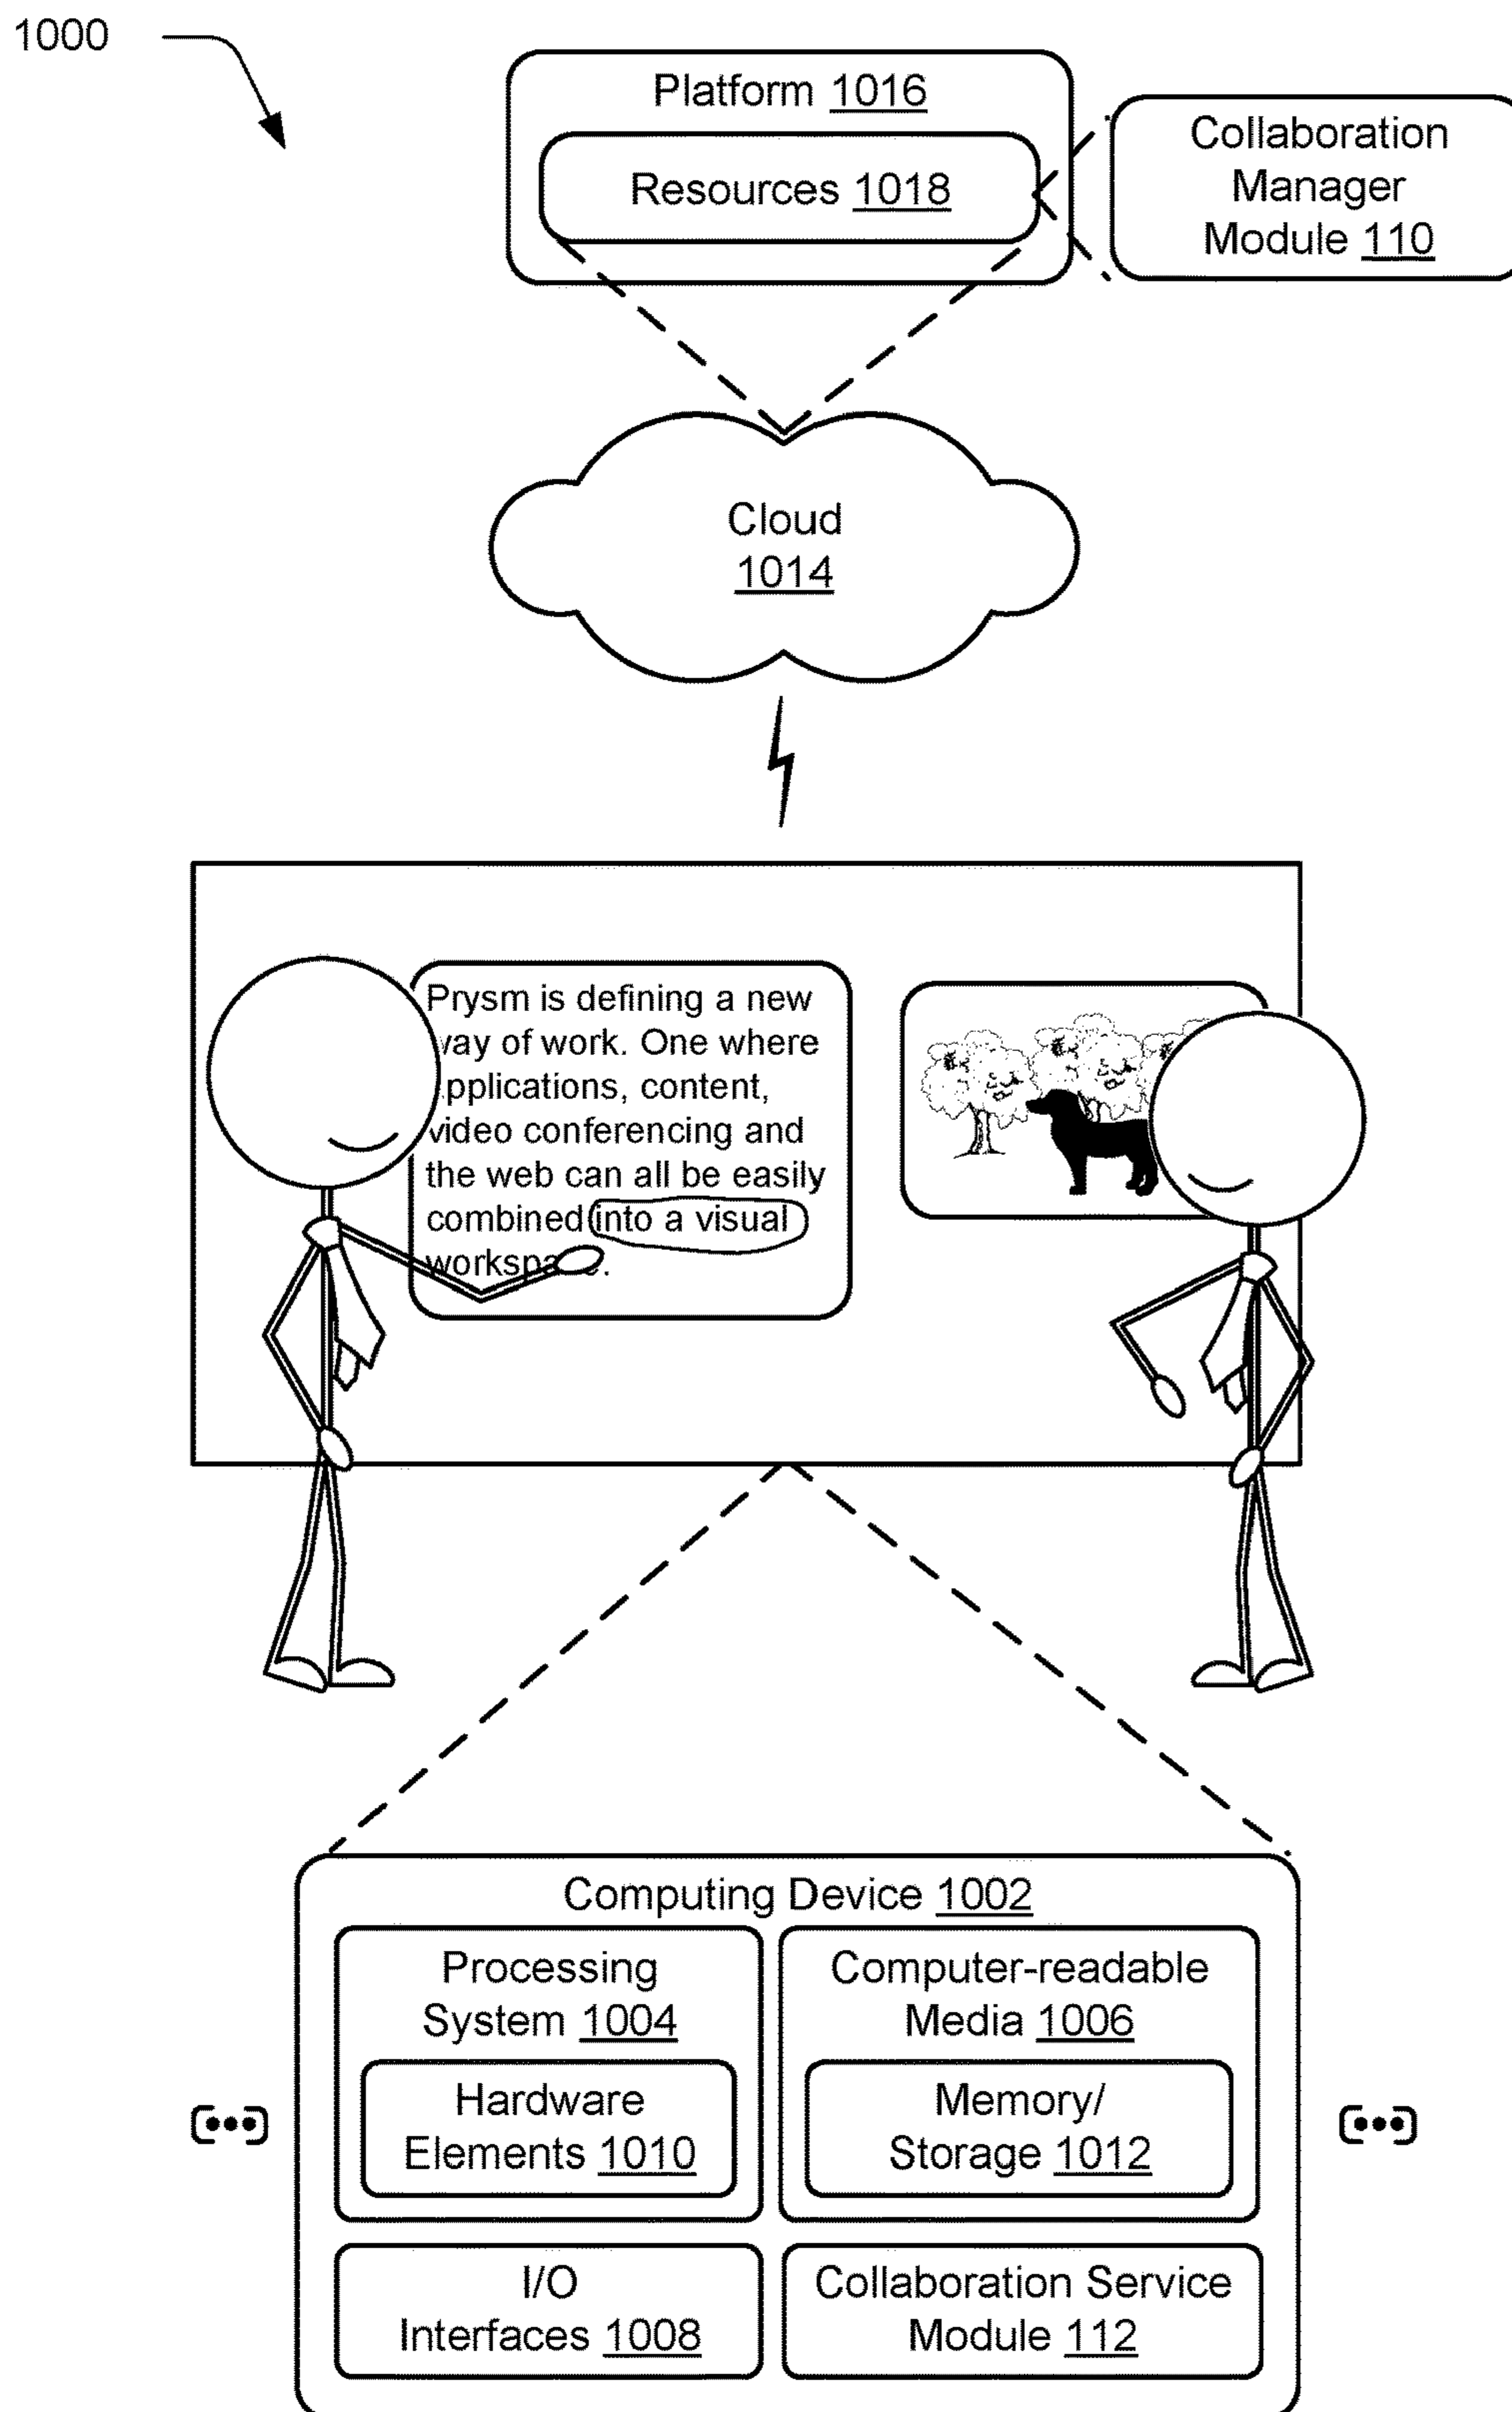 1000
Platform 1016
Resources 1018
Collaboration
Manager
Module 110
Cloud
1014
Prysm is defining a new
way of work. One where
applications, content,
video conferencing and
the web can all be easily
combined into a visual
workspace.
Computing Device 1002
Processing
System 1004
Hardware
Elements 1010
Computer-readable
Media 1006
Memory/
Storage 1012
I/O
Interfaces 1008
Collaboration Service
Module 112